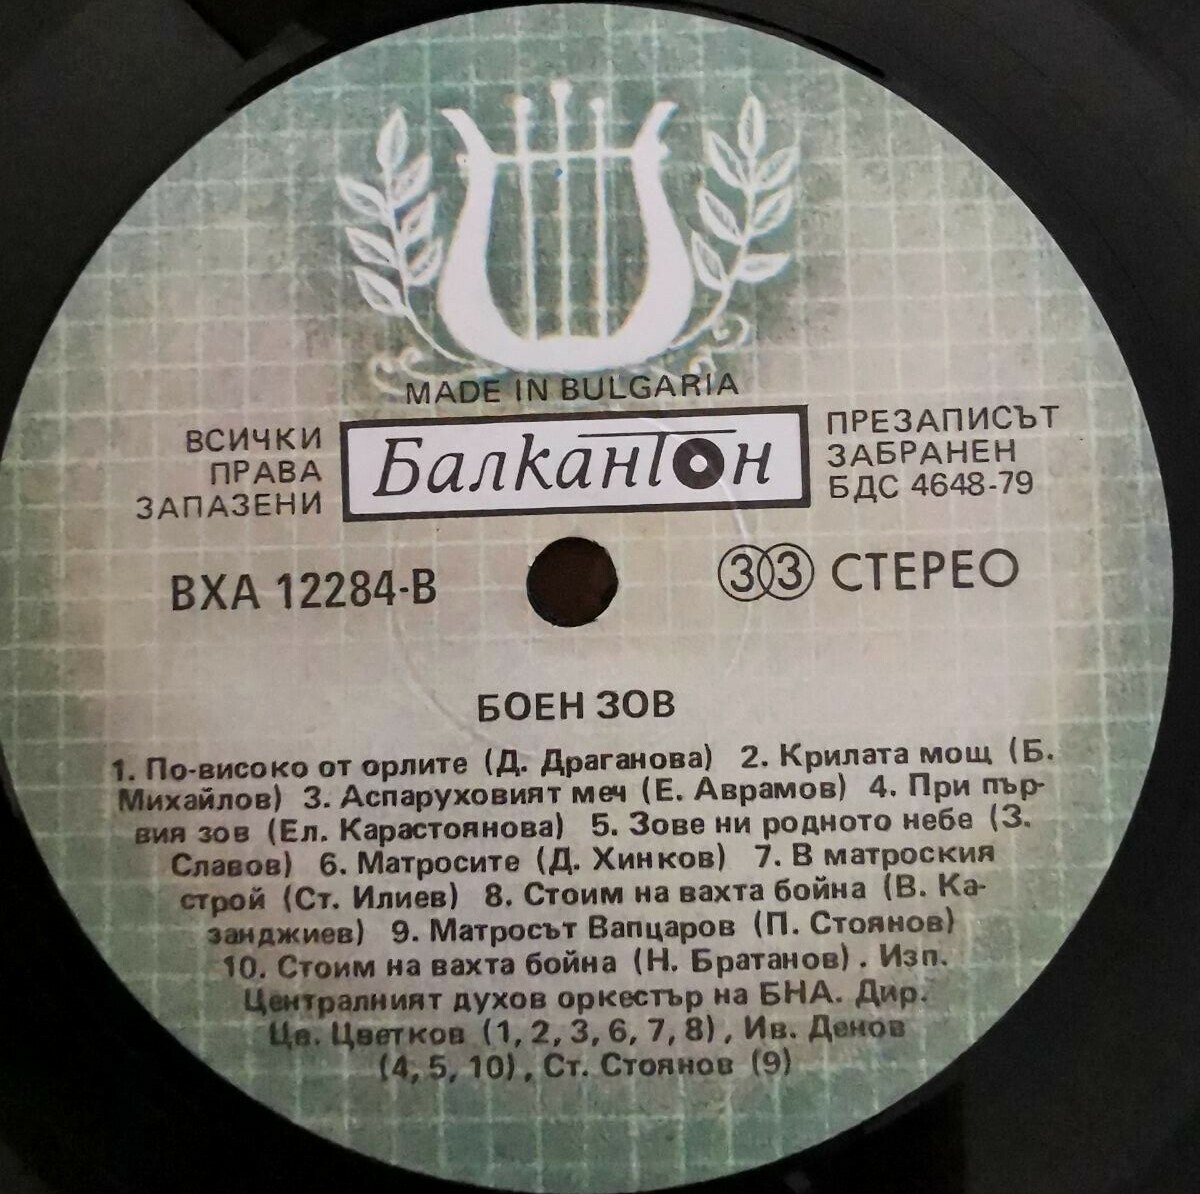 MADE IN BULGARIA
ВСИЧКИ
ПРАВА
ЗАПАЗЕНИ
Балкантон
ПРЕЗАПИСЪТ
ЗАБРАНЕН
БДС 4648-79
ВХА 12284-В
33 СТЕРЕО
БОЕН ЗОВ
1. По-високо от орлите (Д. Драганова) 2. Крилата мощ (Б.
Михайлов) 3. Аспаруховият меч (Е. Аврамов) 4. При пър-
вия зов (Ел. Карастоянова) 5. Зове ни родното небе (З.
Славов) 6. Матросите (Д. Хинков) 7. В матроския
строй (Ст. Илиев) 8. Стоим на вахта бойна (В. Ка-
занджиев) 9. Матросът Вапцаров (П. Стоянов)
10. Стоим на вахта бойна (Н. Братанов). Изп.
Централният духов оркестър на БНА. Дир.
Цв. Цветков (1, 2, 3, 6, 7, 8), Ив. Денов
(4, 5, 10), Ст. Стоянов (9)